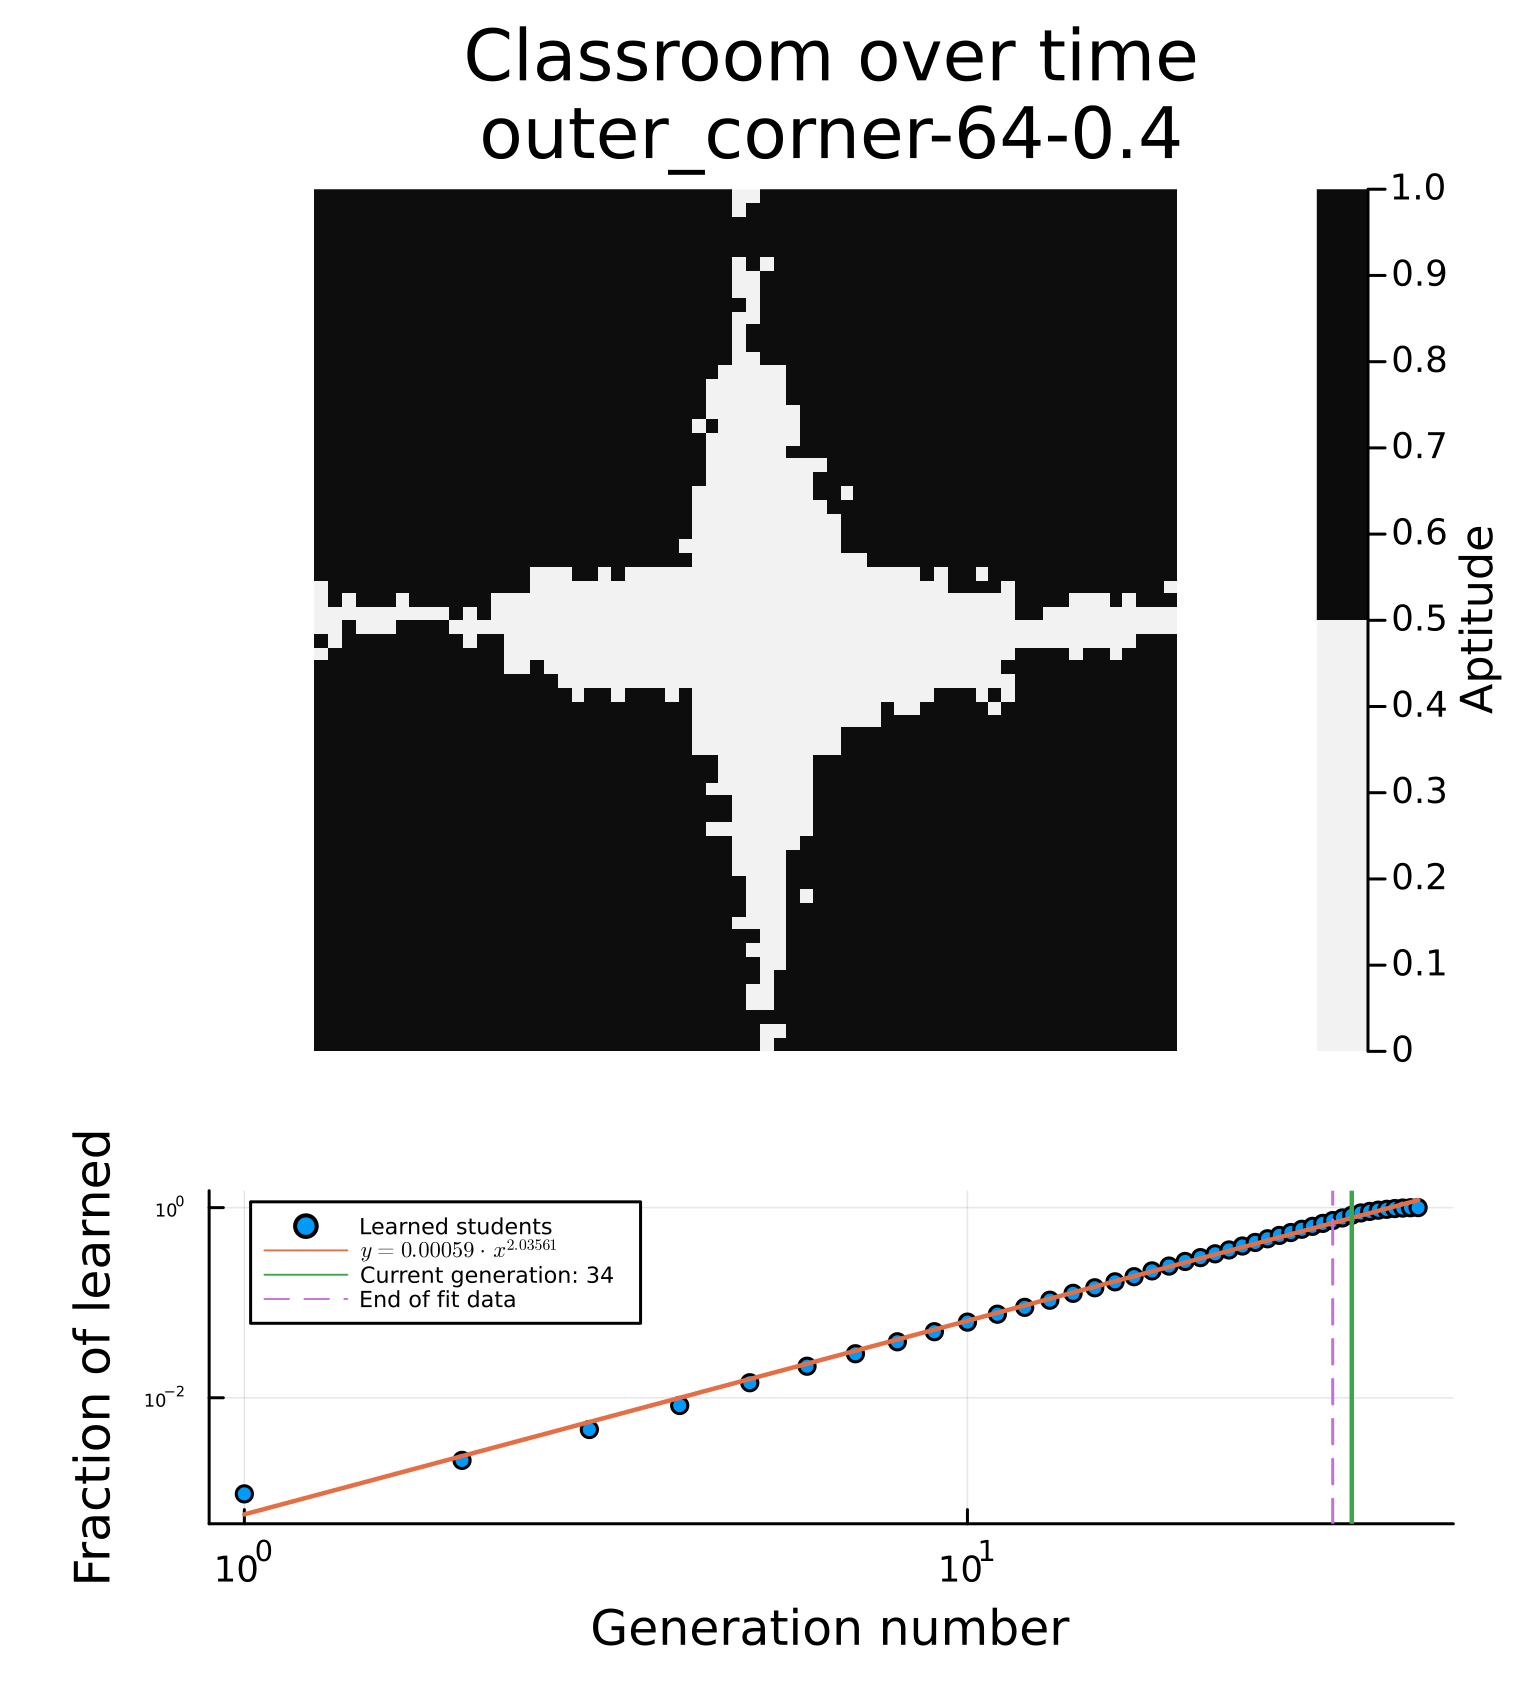 Classroom over time
outer_corner-64-0.4
1.0
0.9
0.8
0.7
0.6
0.5
0.4
0.3
0.2
0.1
0
Aptitude
Fraction of learned
10⁰
10⁻²
Learned students
y = 0.00059 · x^2.03561
Current generation: 34
End of fit data
10⁰
10¹
Generation number